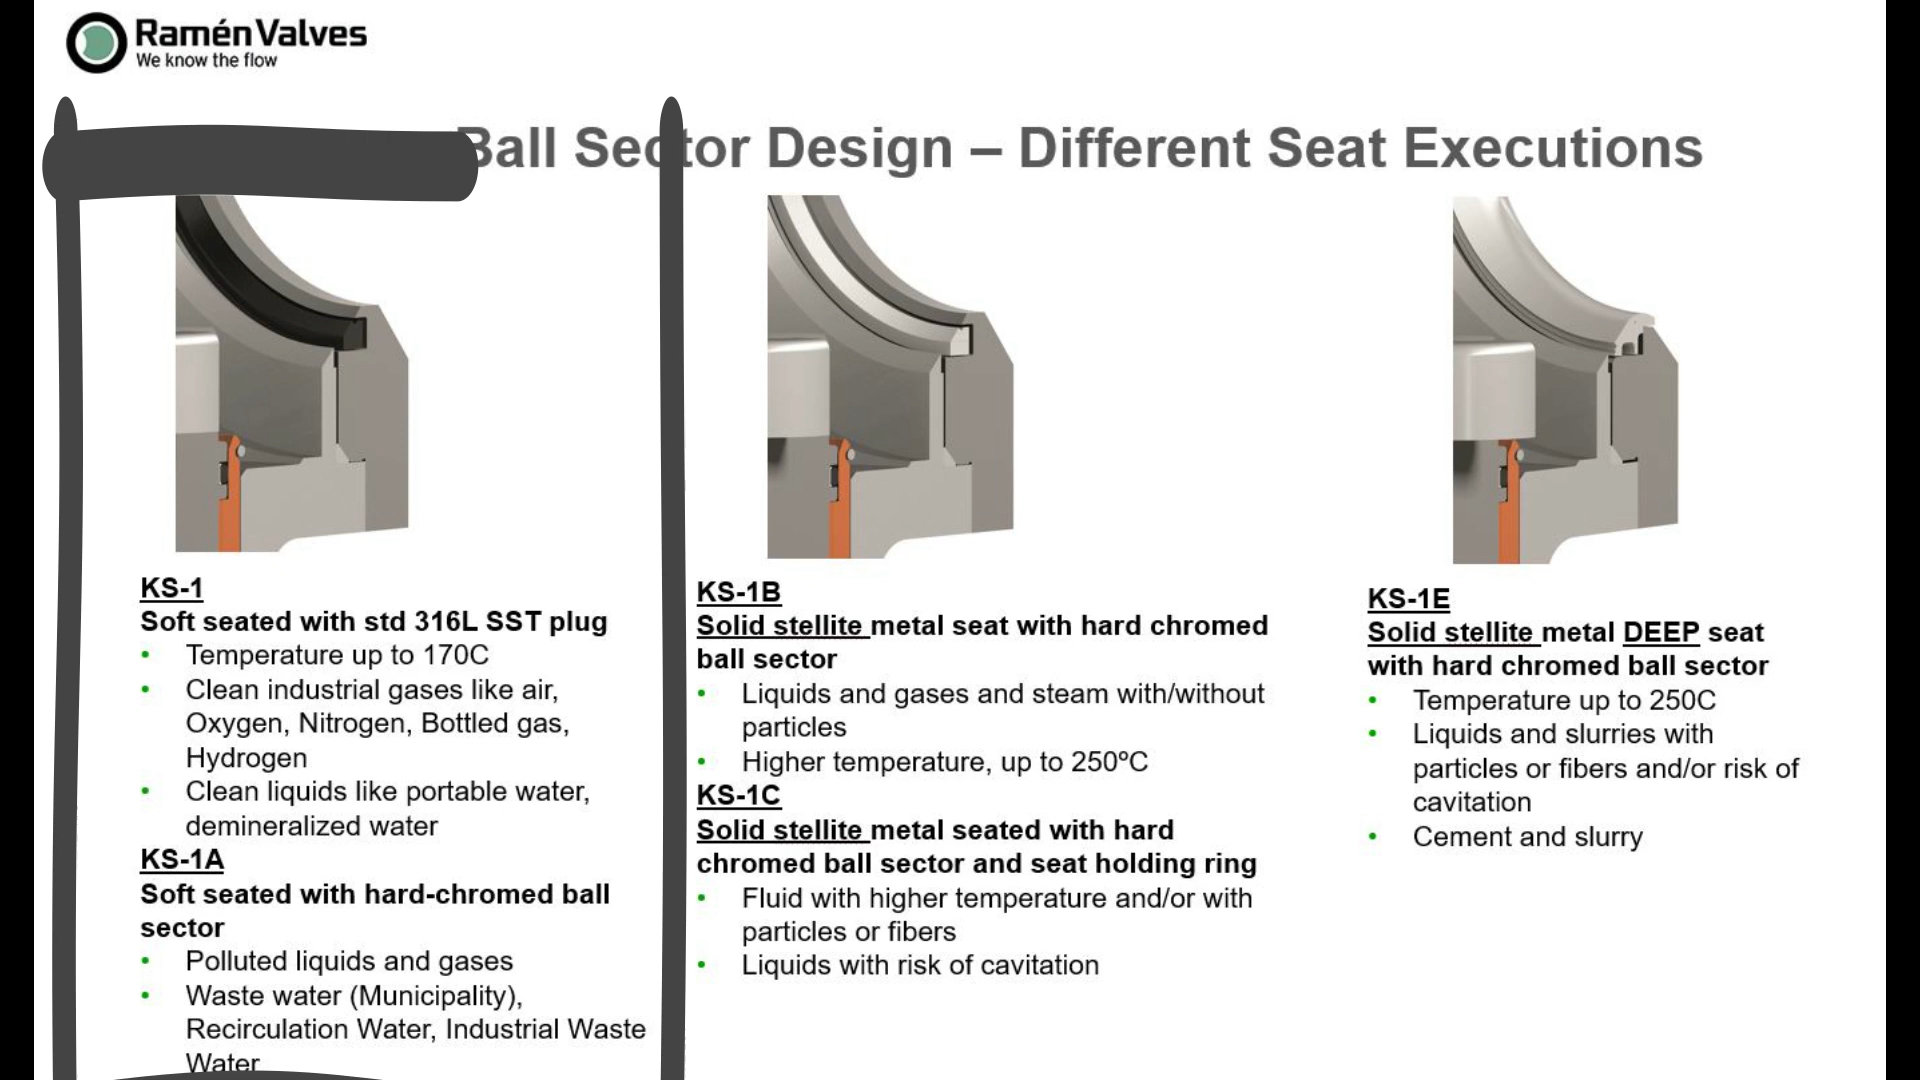 Ramén Valves
We know the flow
Ball Sector Design – Different Seat Executions
KS-1
Soft seated with std 316L SST plug
• Temperature up to 170C
• Clean industrial gases like air,
Oxygen, Nitrogen, Bottled gas,
Hydrogen
• Clean liquids like portable water,
demineralized water
KS-1A
Soft seated with hard-chromed ball
sector
• Polluted liquids and gases
• Waste water (Municipality),
Recirculation Water, Industrial Waste
Water
KS-1B
Solid stellite metal seat with hard chromed
ball sector
• Liquids and gases and steam with/without
particles
• Higher temperature, up to 250ºC
KS-1C
Solid stellite metal seated with hard
chromed ball sector and seat holding ring
• Fluid with higher temperature and/or with
particles or fibers
• Liquids with risk of cavitation
KS-1E
Solid stellite metal DEEP seat
with hard chromed ball sector
• Temperature up to 250C
• Liquids and slurries with
particles or fibers and/or risk of
cavitation
• Cement and slurry